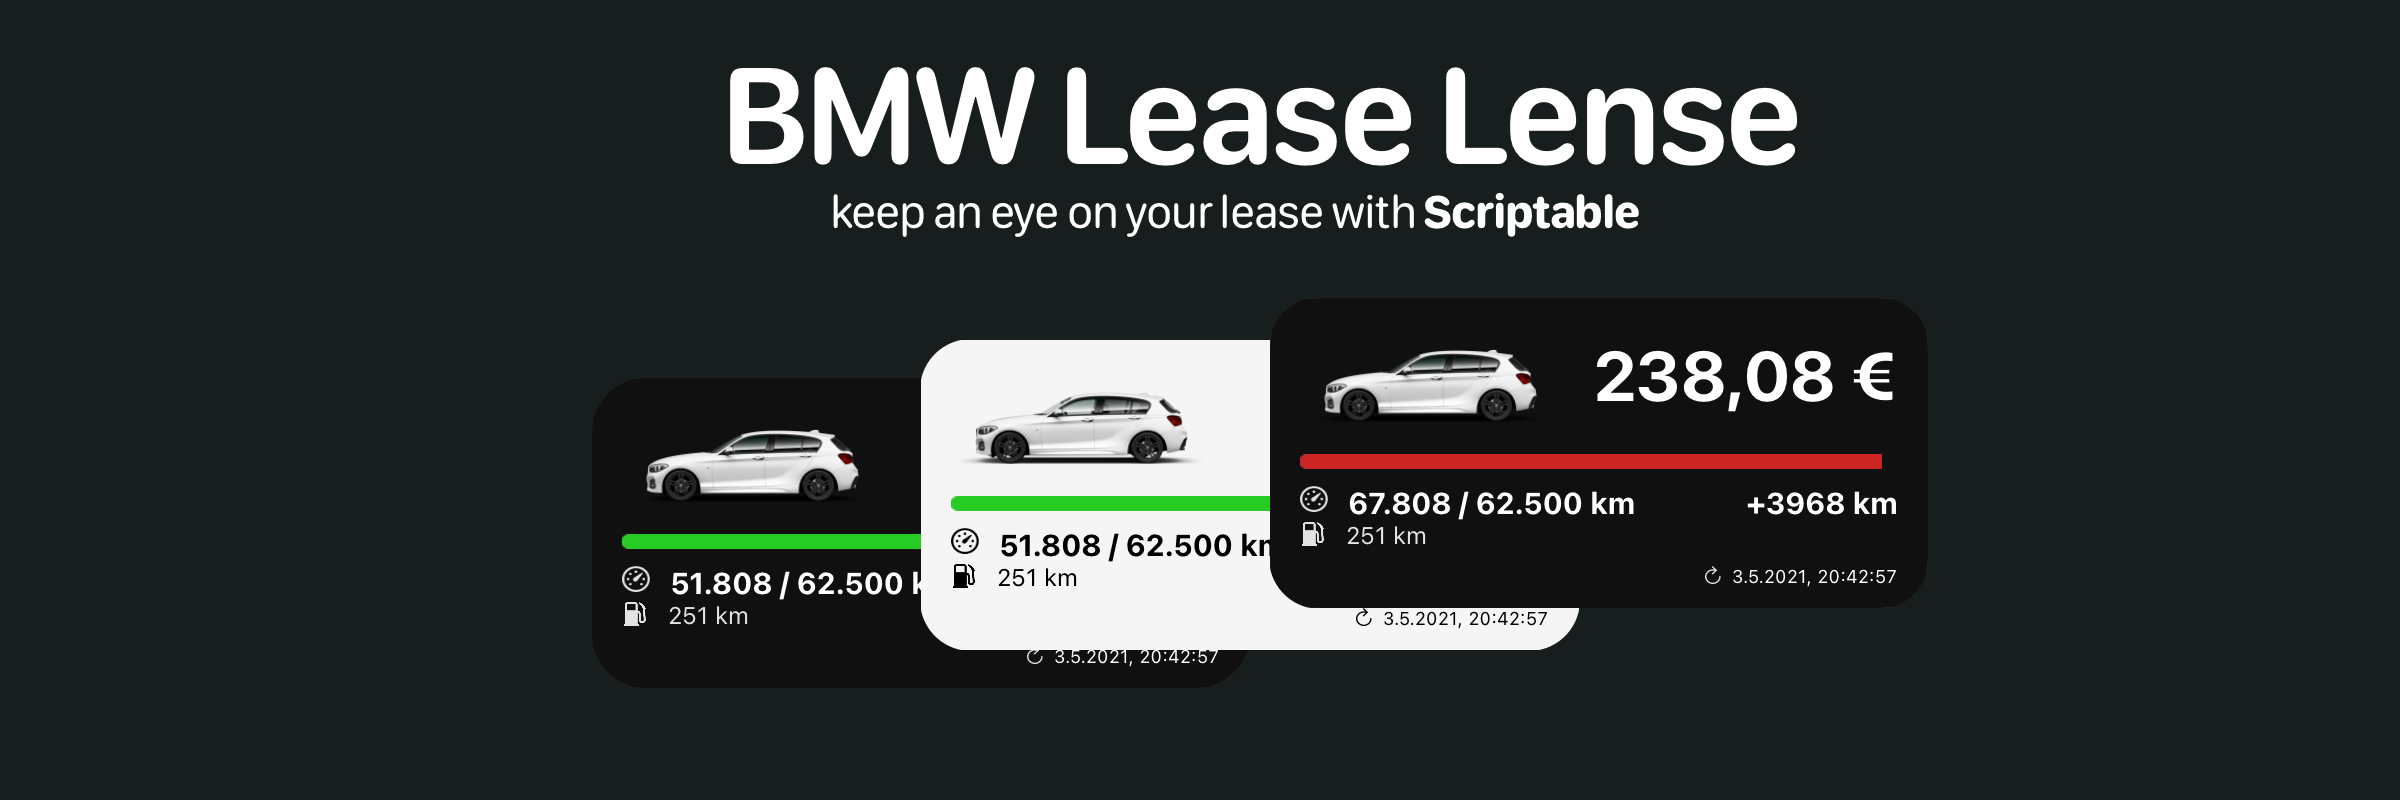 BMW Lease Lense
keep an eye on your lease with Scriptable
51.808 / 62.500
251 km
3.5.2021, 20:42:57
51.808 / 62.500 km
251 km
3.5.2021, 20:42:57
238,08 €
67.808 / 62.500 km +3968 km
251 km
3.5.2021, 20:42:57